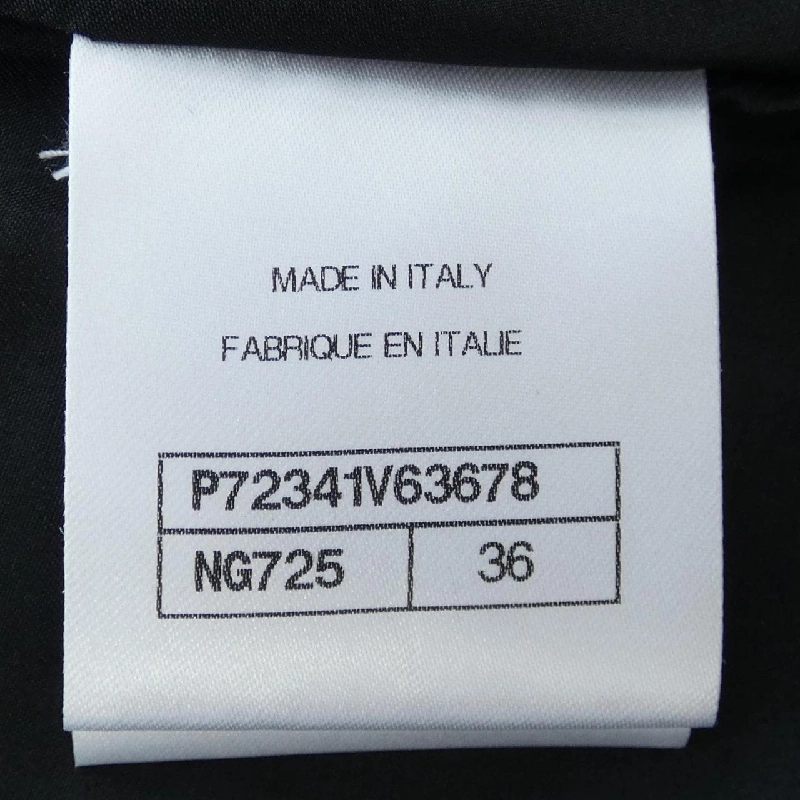 MADE IN ITALY
FABRIQUE EN ITALIE
P72341V63678
NG725 36